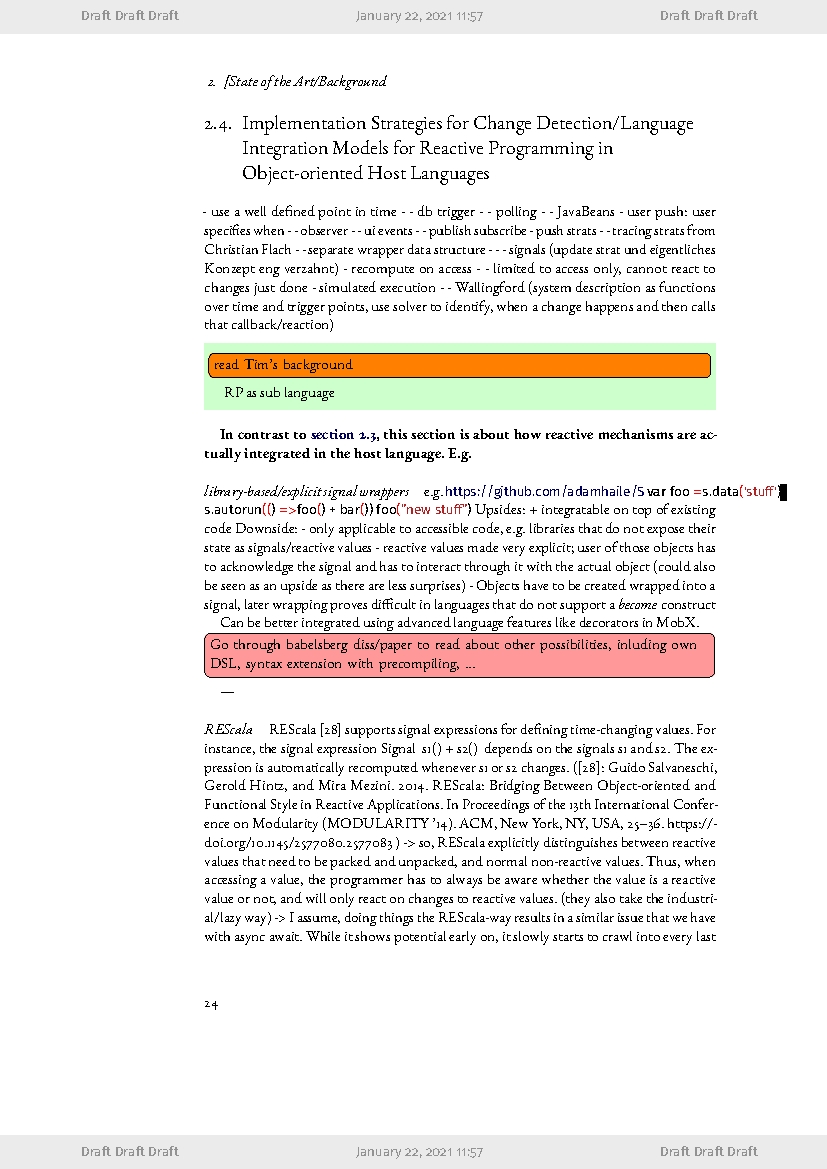 Draft Draft Draft January 22, 2021 11:57 Draft Draft Draft
2. [State of the Art/Background
2.4. Implementation Strategies for Change Detection/Language
Integration Models for Reactive Programming in
Object-oriented Host Languages
- use a well defined point in time - - db trigger - - polling - - JavaBeans - user push: user
specifies when - - observer - - ui events - - publish subscribe - push strats - - tracing strats from
Christian Flach - - separate wrapper data structure - - - signals (update strat und eigentliches
Konzept eng verzahnt) - recompute on access - - limited to access only, cannot react to
changes just done - simulated execution - - Wallingford (system description as functions
over time and trigger points, use solver to identify, when a change happens and then calls
that callback/reaction)
read Tim's background
RP as sub language
In contrast to section 2.3, this section is about how reactive mechanisms are ac-
tually integrated in the host language. E.g.
library-based/explicit signal wrappers e.g. https://github.com/adamhaile/S var foo =s.data('stuff')
s.autorun(() =>foo() + bar()) foo("new stuff") Upsides: + integratable on top of existing
code Downside: - only applicable to accessible code, e.g. libraries that do not expose their
state as signals/reactive values - reactive values made very explicit; user of those objects has
to acknowledge the signal and has to interact through it with the actual object (could also
be seen as an upside as there are less surprises) - Objects have to be created wrapped into a
signal, later wrapping proves difficult in languages that do not support a become construct
Can be better integrated using advanced language features like decorators in MobX.
Go through babelsberg diss/paper to read about other possibilities, inluding own
DSL, syntax extension with precompiling, ...
—
REScala REScala [28] supports signal expressions for defining time-changing values. For
instance, the signal expression Signal s1() + s2() depends on the signals s1 and s2. The ex-
pression is automatically recomputed whenever s1 or s2 changes. ([28]: Guido Salvaneschi,
Gerold Hintz, and Mira Mezini. 2014. REScala: Bridging Between Object-oriented and
Functional Style in Reactive Applications. In Proceedings of the 13th International Confer-
ence on Modularity (MODULARITY '14). ACM, New York, NY, USA, 25–36. https://-
doi.org/10.1145/2577080.2577083 ) -> so, REScala explicitly distinguishes between reactive
values that need to be packed and unpacked, and normal non-reactive values. Thus, when
accessing a value, the programmer has to always be aware whether the value is a reactive
value or not, and will only react on changes to reactive values. (they also take the industri-
al/lazy way) -> I assume, doing things the REScala-way results in a similar issue that we have
with async await. While it shows potential early on, it slowly starts to crawl into every last
24
Draft Draft Draft January 22, 2021 11:57 Draft Draft Draft